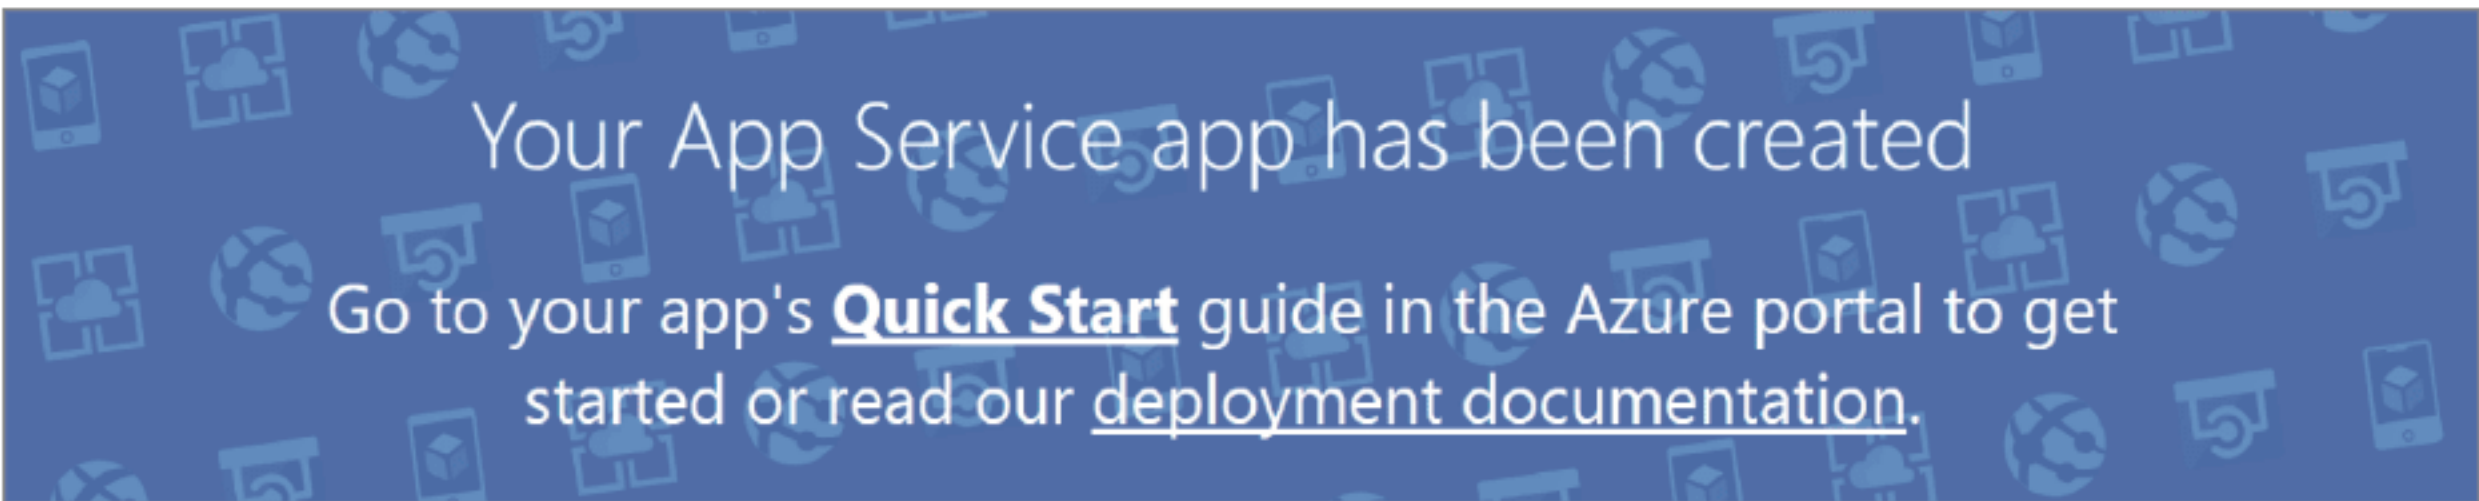 Your App Service app has been created
Go to your app's Quick Start guide in the Azure portal to get
started or read our deployment documentation.